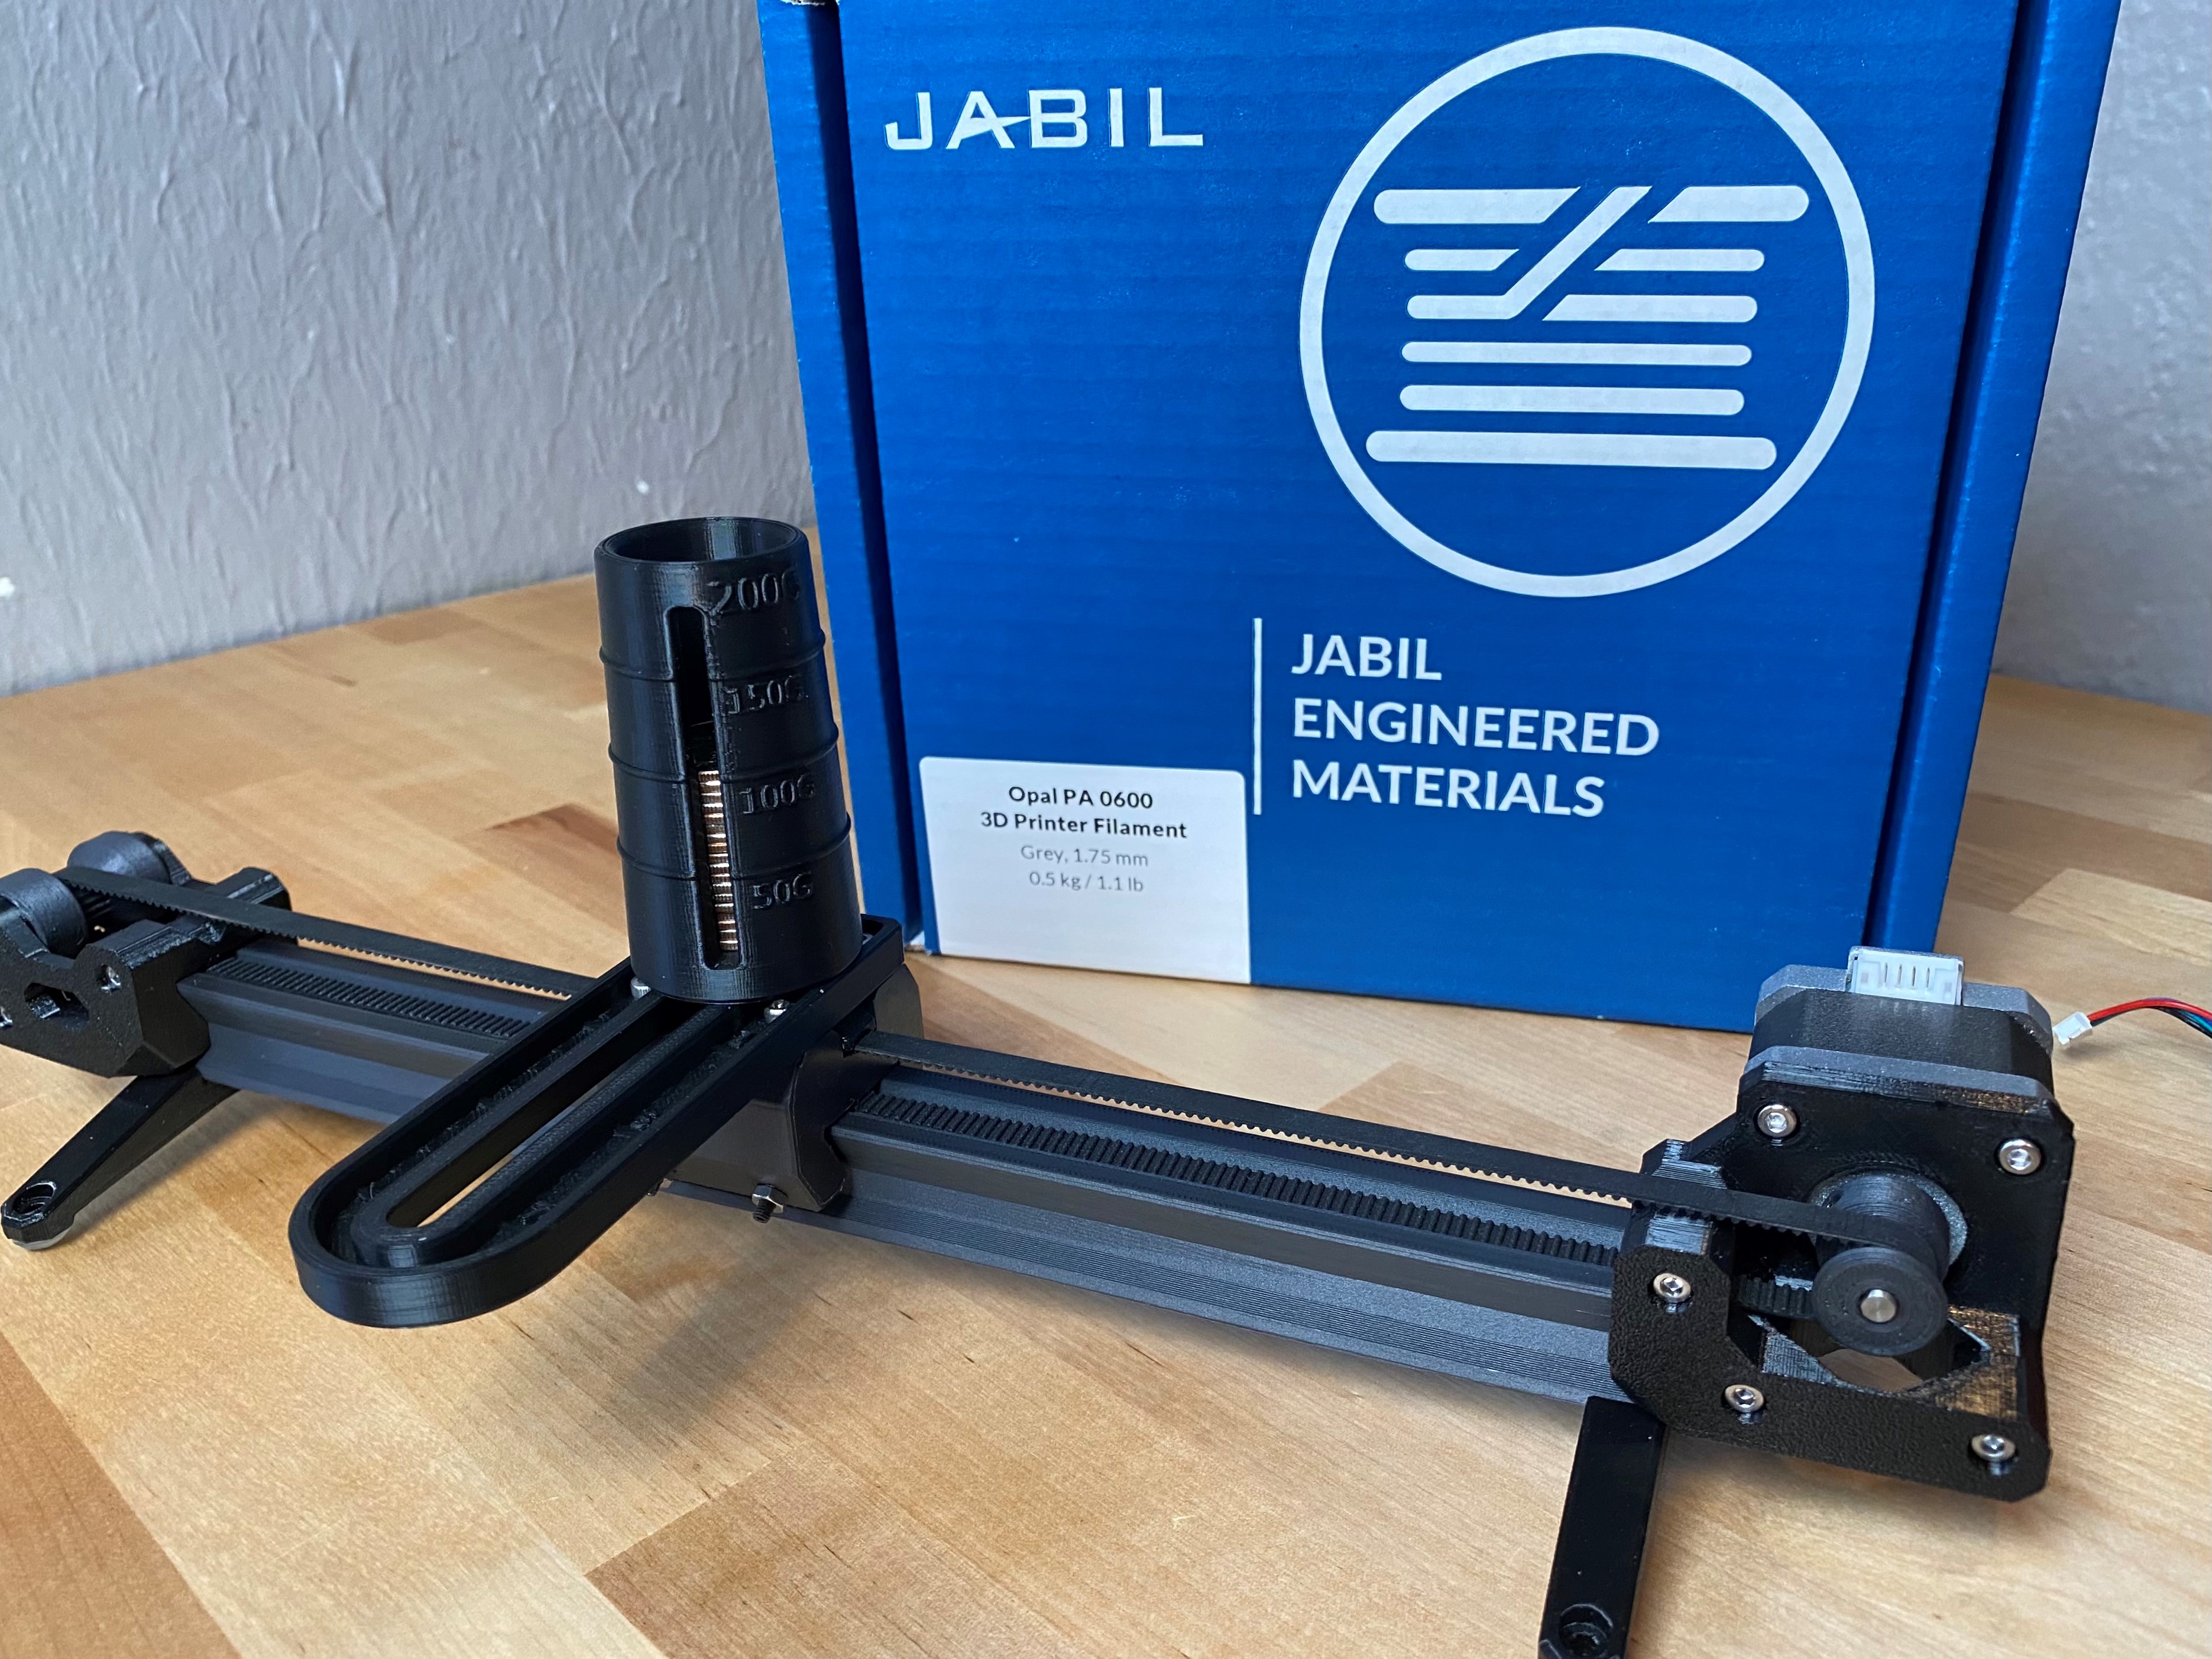 JABIL
JABIL
ENGINEERED
MATERIALS
Opal PA 0600
3D Printer Filament
Grey, 1.75 mm
0.5 kg / 1.1 lb
200G
150G
100G
50G